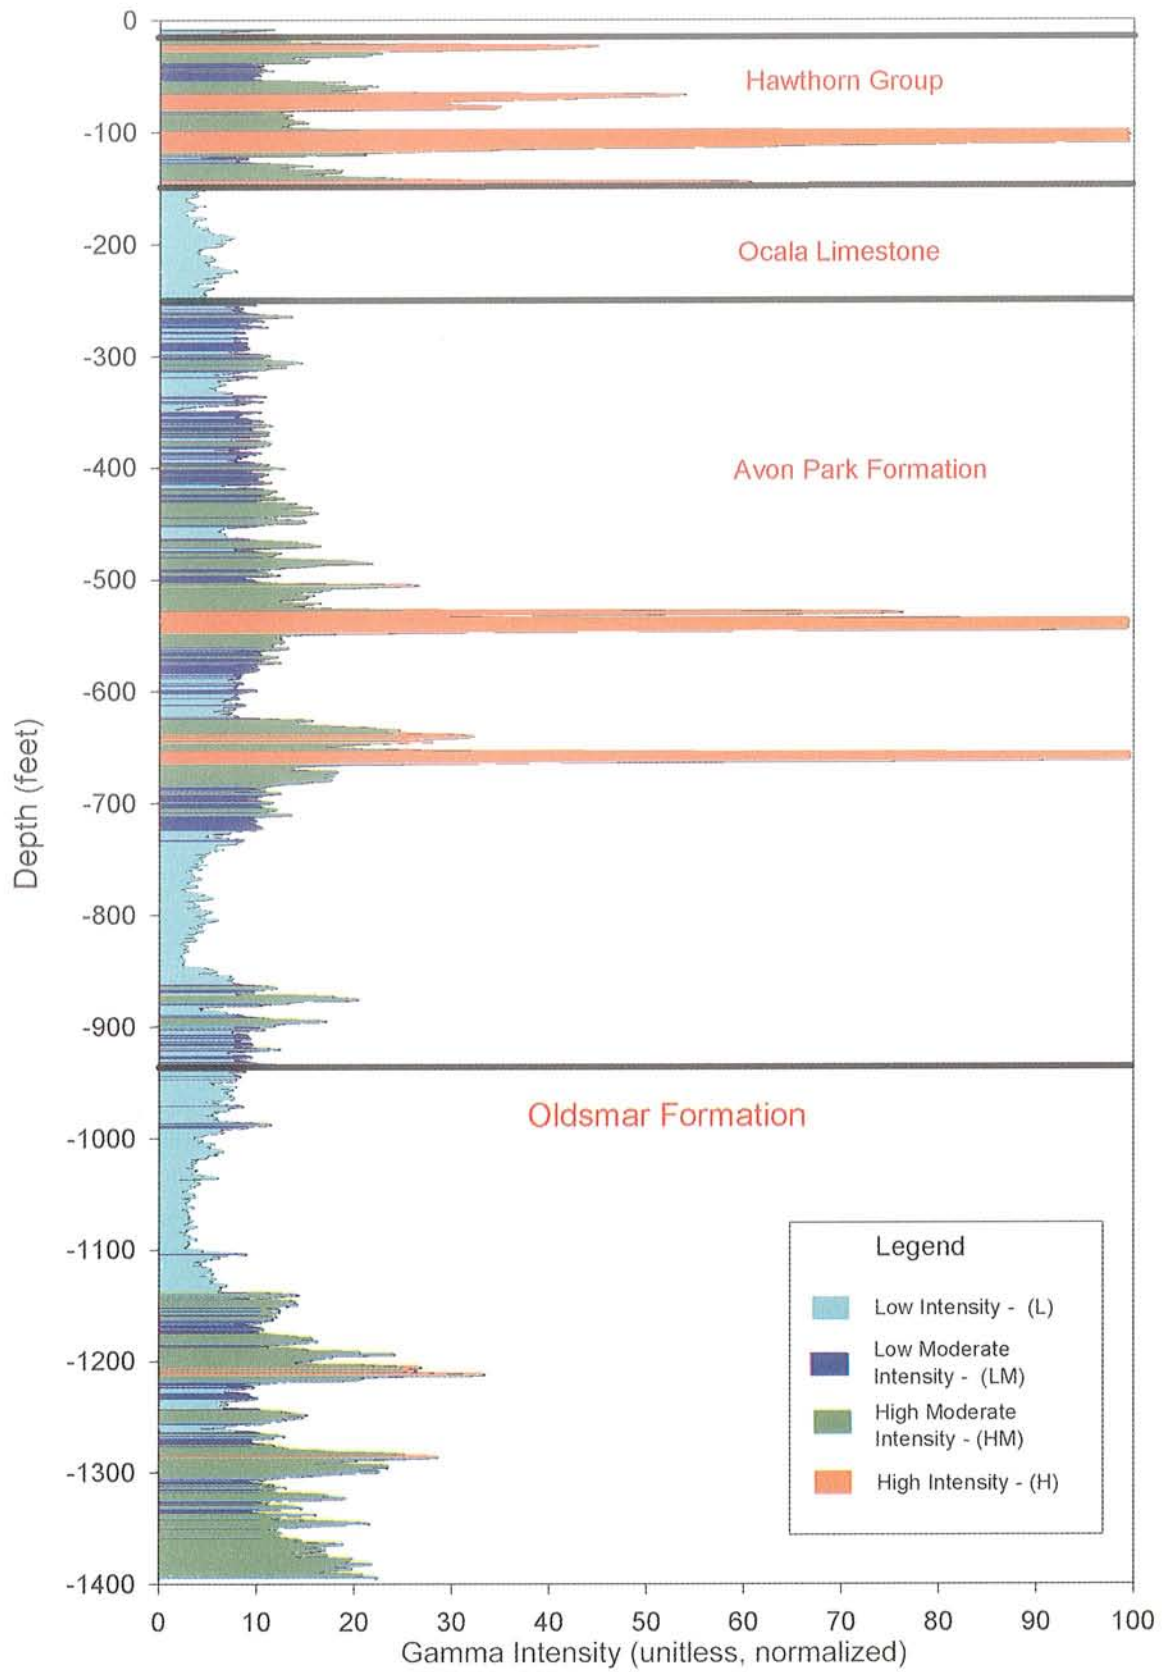 0
Hawthorn Group
-100
-200
Ocala Limestone
-300
-400
Avon Park Formation
-500
-600
-700
Depth (feet)
-800
-900
-1000
Oldsmar Formation
-1100
-1200
-1300
-1400
Legend
Low Intensity - (L)
Low Moderate
Intensity - (LM)
High Moderate
Intensity - (HM)
High Intensity - (H)
0 10 20 30 40 50 60 70 80 90 100
Gamma Intensity (unitless, normalized)